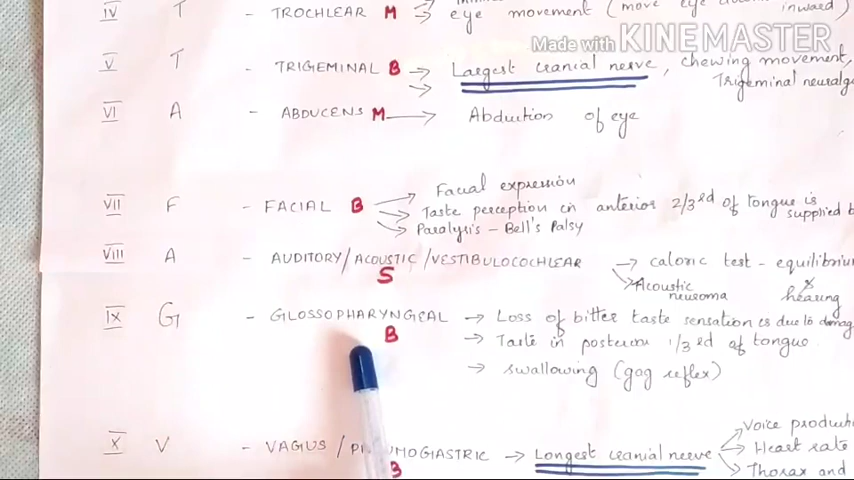 IV T - TROCHLEAR M → eye movement (move eye inward)
Made with KINEMASTER
V T - TRIGEMINAL B → Largest cranial nerve, chewing movement,
→ Trigeminal neuralg
VI A - ABDUCENS M → Abduction of eye
VII F - FACIAL B → Facial expression
→ Taste perception in anterior 2/3rd of tongue is supplied b
→ Paralysis - Bell's Palsy
VIII A - AUDITORY/ACOUSTIC/VESTIBULOCOCHLEAR S → caloric test - equilibrium & hearing
→ Acoustic neuroma
IX G - GLOSSOPHARYNGEAL B → Loss of bitter taste sensation is due to damag
→ Taste in posterior 1/3rd of tongue
→ swallowing (gag reflex)
X V - VAGUS / P MOGIASTRIC B → Longest cranial nerve → Voice producti
→ Heart rate
→ Thorax and